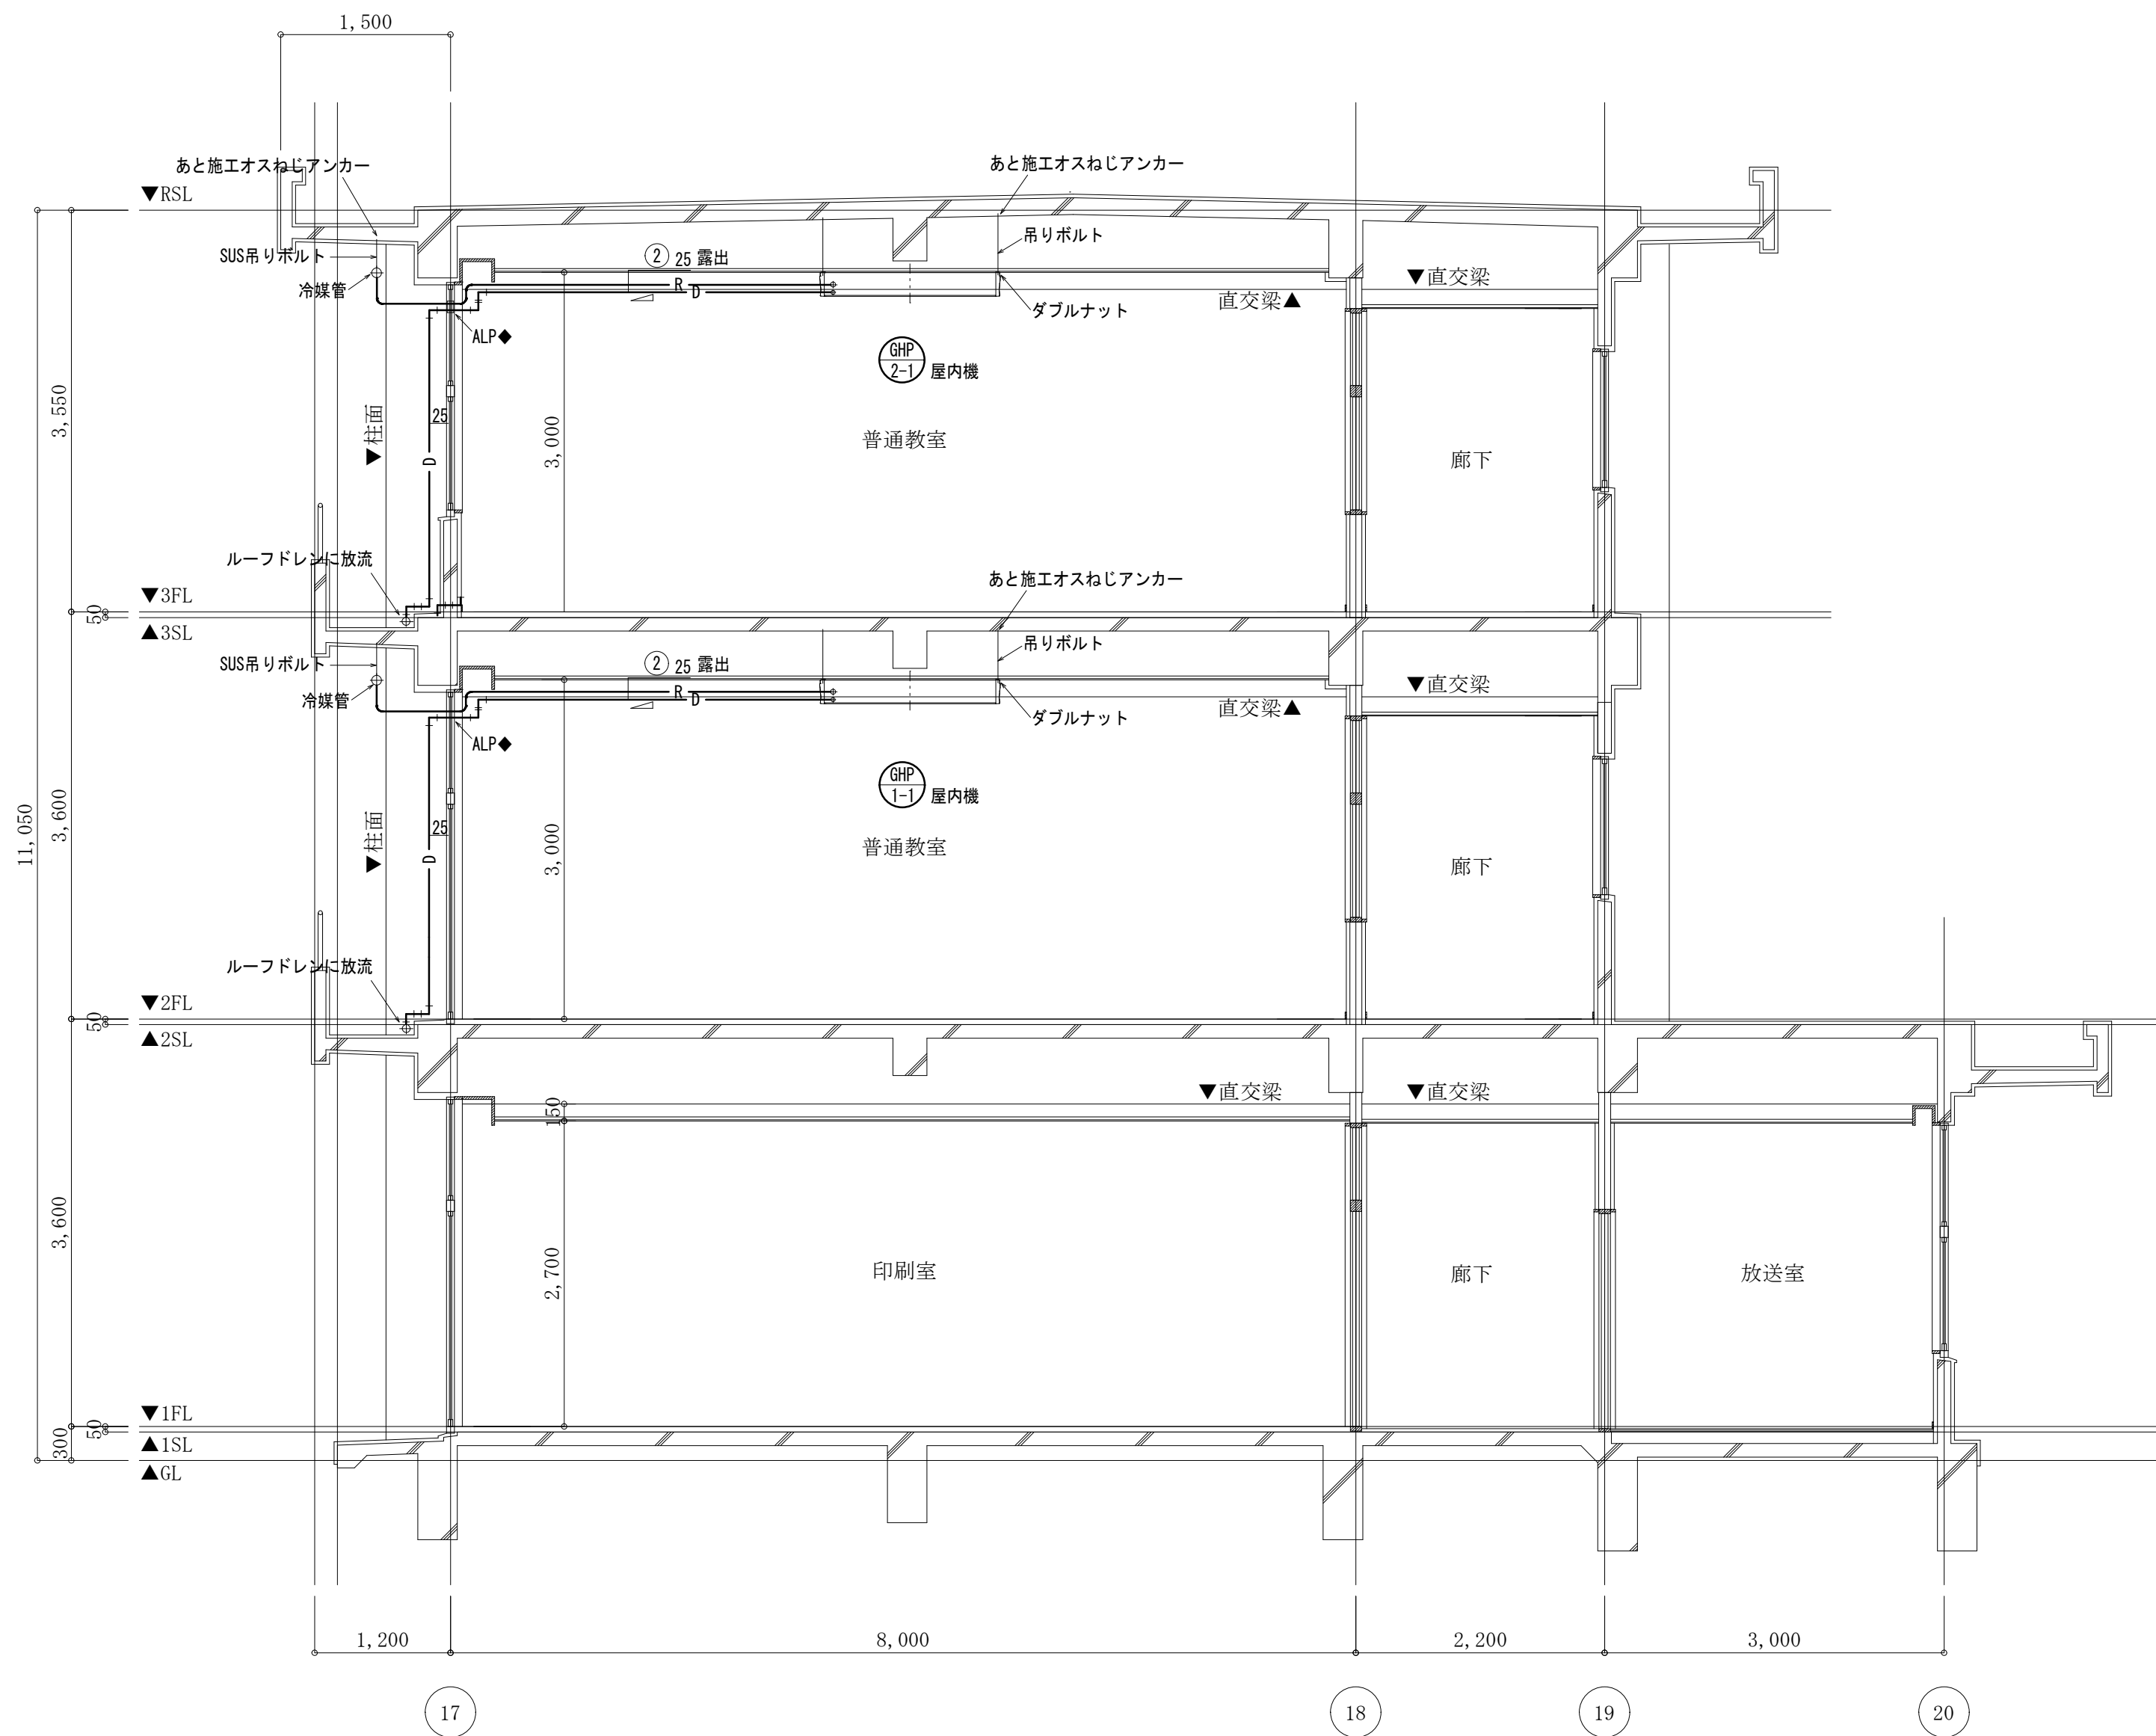 1,500
あと施工オスねじアンカー
あと施工オスねじアンカー
▼RSL
SUS吊りボルト
② 25 露出
吊りボルト
冷媒管
R
D
▼直交梁
直交梁▲
ダブルナット
ALP◆
GHP
2-1
屋内機
3,550
▼柱面
25
D
3,000
普通教室
廊下
ルーフドレンに放流
あと施工オスねじアンカー
▼3FL
50
▲3SL
SUS吊りボルト
② 25 露出
吊りボルト
冷媒管
R
D
▼直交梁
直交梁▲
ダブルナット
ALP◆
GHP
1-1
屋内機
11,050
3,600
▼柱面
25
D
3,000
普通教室
廊下
ルーフドレンに放流
▼2FL
50
▲2SL
▼直交梁
▼直交梁
150
3,600
2,700
印刷室
廊下
放送室
▼1FL
50
▲1SL
300
▲GL
1,200
8,000
2,200
3,000
17
18
19
20